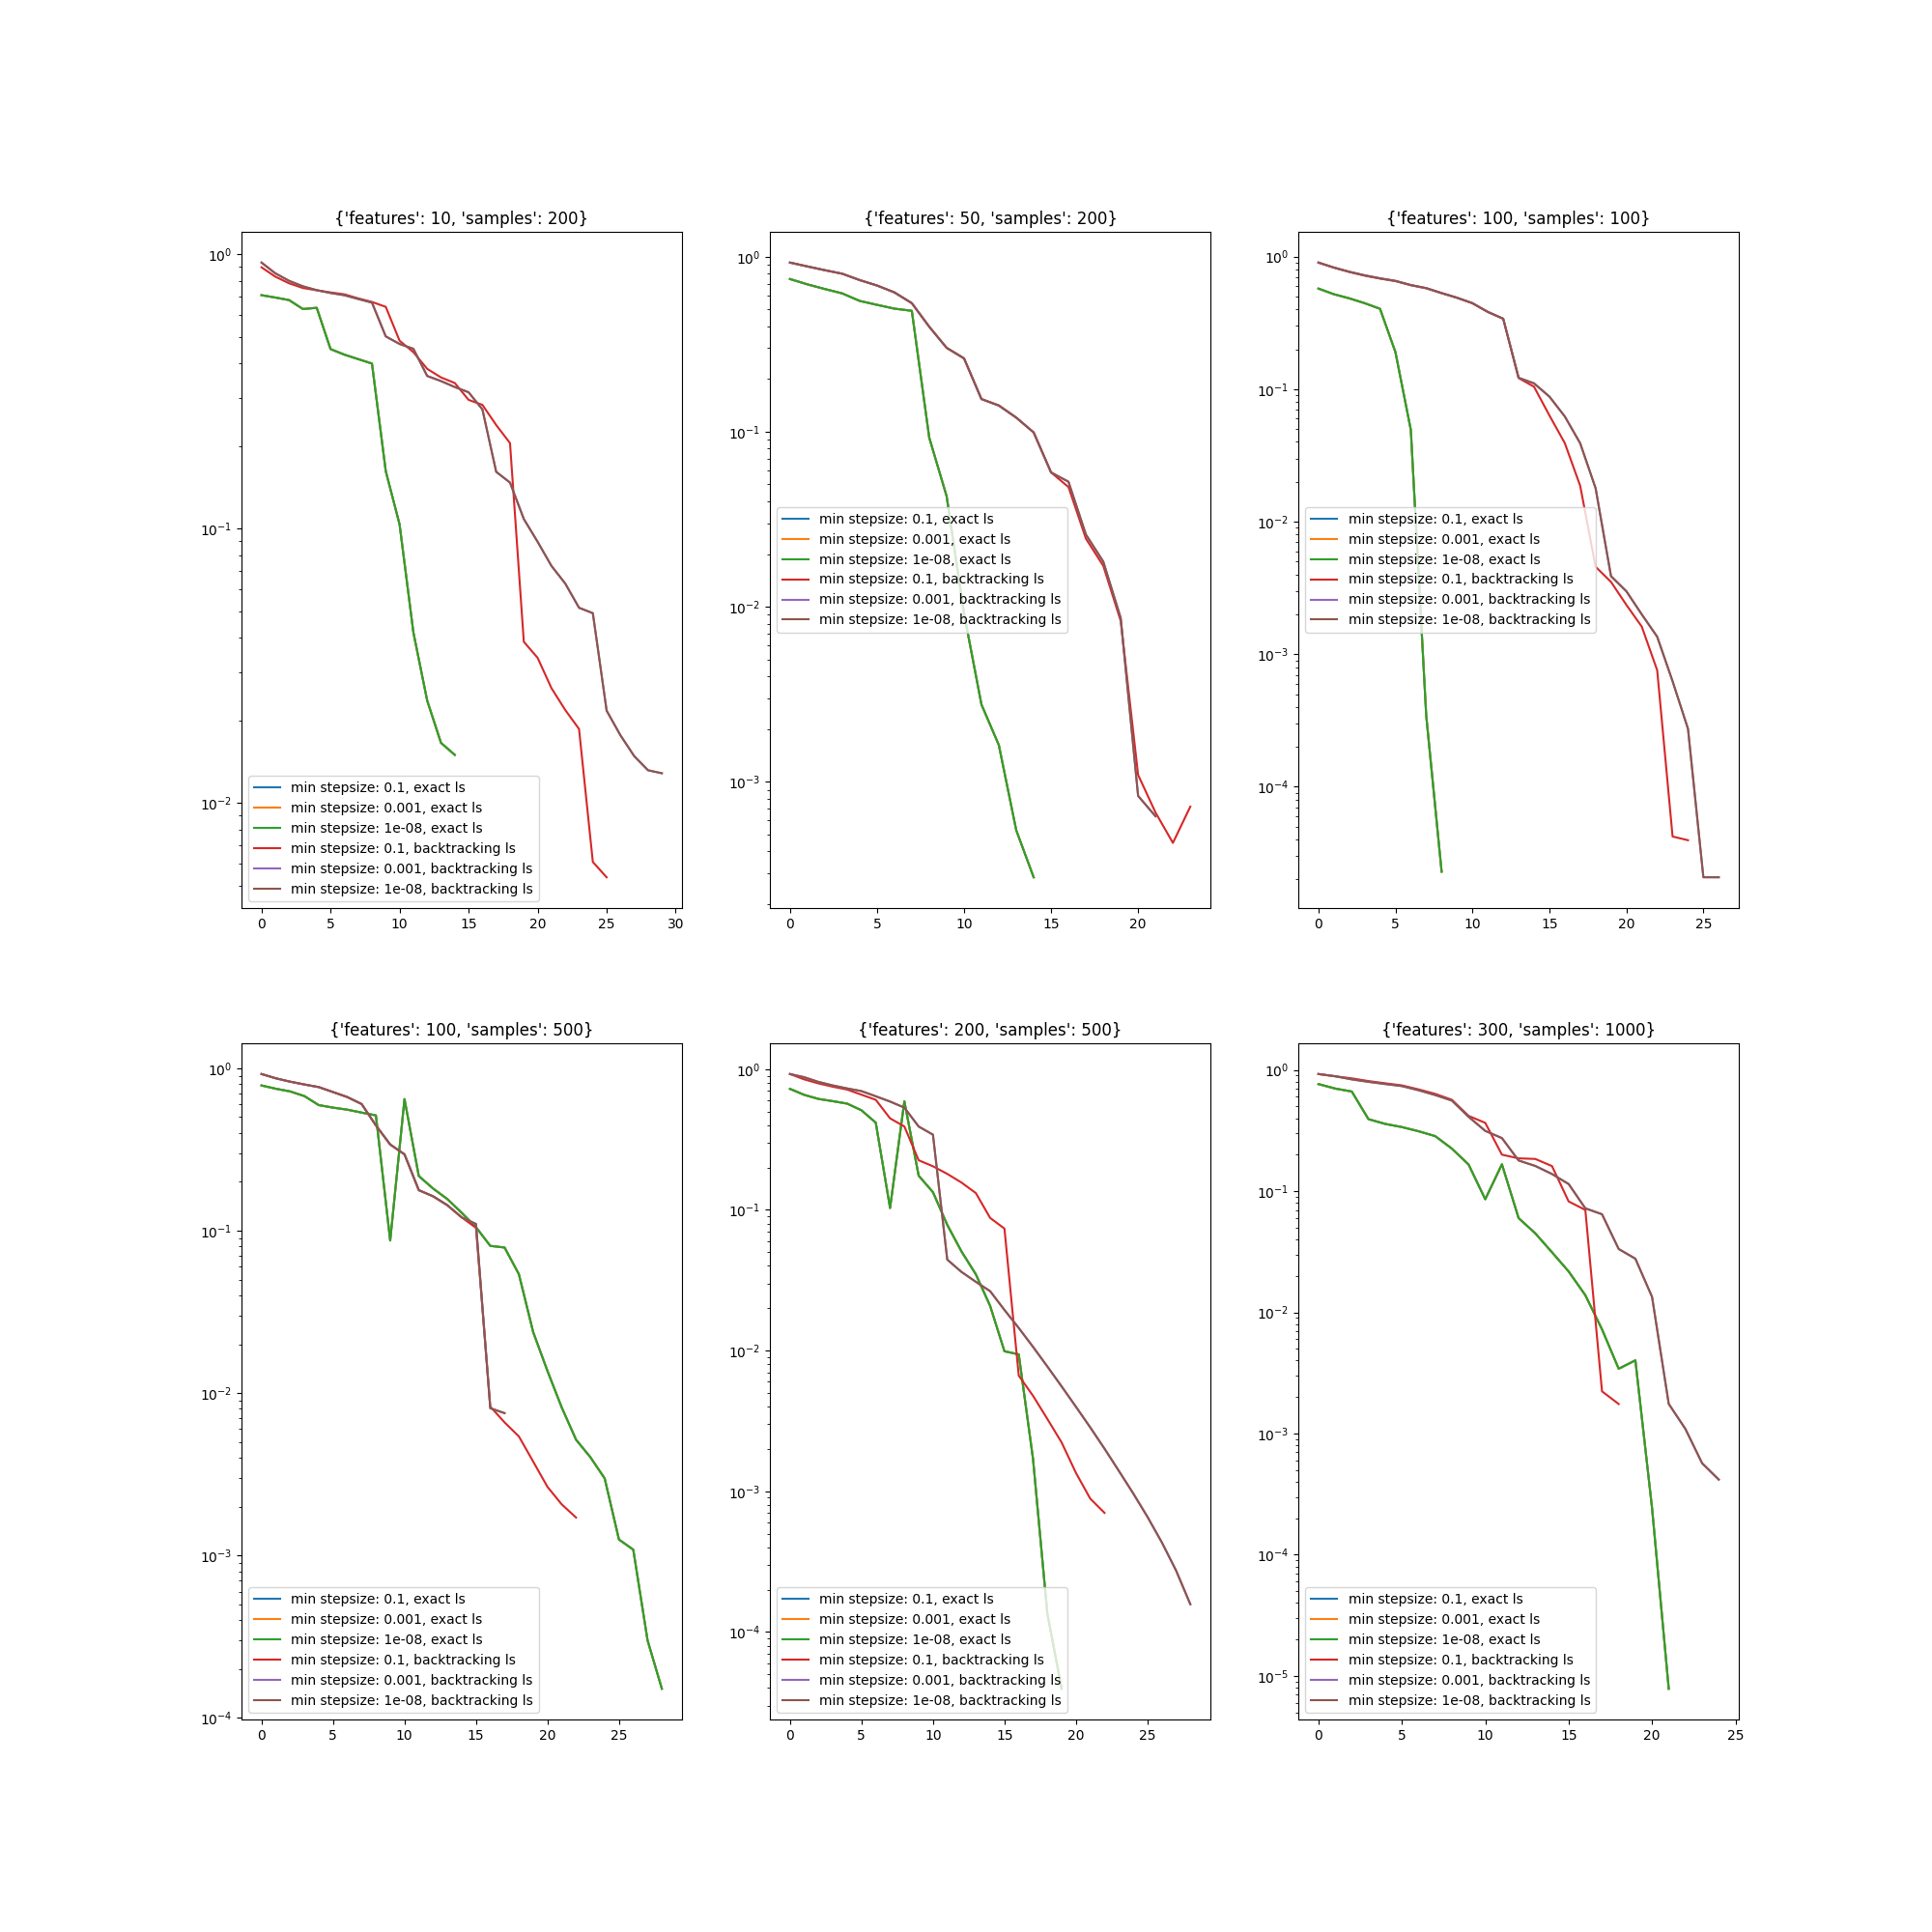 {'features': 10, 'samples': 200}
10^0
10^-1
10^-2
min stepsize: 0.1, exact ls
min stepsize: 0.001, exact ls
min stepsize: 1e-08, exact ls
min stepsize: 0.1, backtracking ls
min stepsize: 0.001, backtracking ls
min stepsize: 1e-08, backtracking ls
0 5 10 15 20 25 30
{'features': 50, 'samples': 200}
10^0
10^-1
10^-2
10^-3
min stepsize: 0.1, exact ls
min stepsize: 0.001, exact ls
min stepsize: 1e-08, exact ls
min stepsize: 0.1, backtracking ls
min stepsize: 0.001, backtracking ls
min stepsize: 1e-08, backtracking ls
0 5 10 15 20
{'features': 100, 'samples': 100}
10^0
10^-1
10^-2
10^-3
10^-4
min stepsize: 0.1, exact ls
min stepsize: 0.001, exact ls
min stepsize: 1e-08, exact ls
min stepsize: 0.1, backtracking ls
min stepsize: 0.001, backtracking ls
min stepsize: 1e-08, backtracking ls
0 5 10 15 20 25
{'features': 100, 'samples': 500}
10^0
10^-1
10^-2
10^-3
10^-4
min stepsize: 0.1, exact ls
min stepsize: 0.001, exact ls
min stepsize: 1e-08, exact ls
min stepsize: 0.1, backtracking ls
min stepsize: 0.001, backtracking ls
min stepsize: 1e-08, backtracking ls
0 5 10 15 20 25
{'features': 200, 'samples': 500}
10^0
10^-1
10^-2
10^-3
10^-4
min stepsize: 0.1, exact ls
min stepsize: 0.001, exact ls
min stepsize: 1e-08, exact ls
min stepsize: 0.1, backtracking ls
min stepsize: 0.001, backtracking ls
min stepsize: 1e-08, backtracking ls
0 5 10 15 20 25
{'features': 300, 'samples': 1000}
10^0
10^-1
10^-2
10^-3
10^-4
10^-5
min stepsize: 0.1, exact ls
min stepsize: 0.001, exact ls
min stepsize: 1e-08, exact ls
min stepsize: 0.1, backtracking ls
min stepsize: 0.001, backtracking ls
min stepsize: 1e-08, backtracking ls
0 5 10 15 20 25